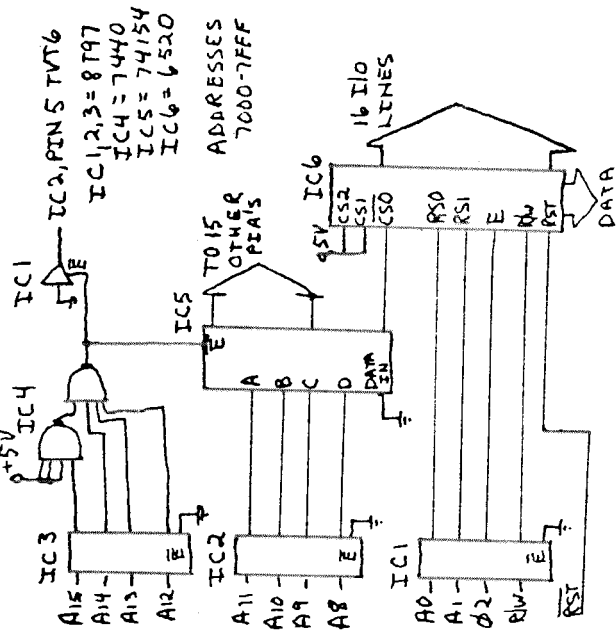 IC2, PIN 5 TVT6
IC1,2,3 = 8T97
IC4 = 7440
IC5 = 74154
IC6 = 6520
ADDRESSES
7000-7FFF
IC1
E
+5V
IC4
IC3
A15
A14
A13
A12
E
IC5
E
TO 15
OTHER
PIA'S
A
B
C
D
DATA
IN
IC2
A11
A10
A9
A8
E
IC6
+5V
CS2
CS1
CS0
RS0
RS1
E
R/W
RST
16 I/O
LINES
DATA
IC1
A0
A1
Ø2
R/W
E
RST